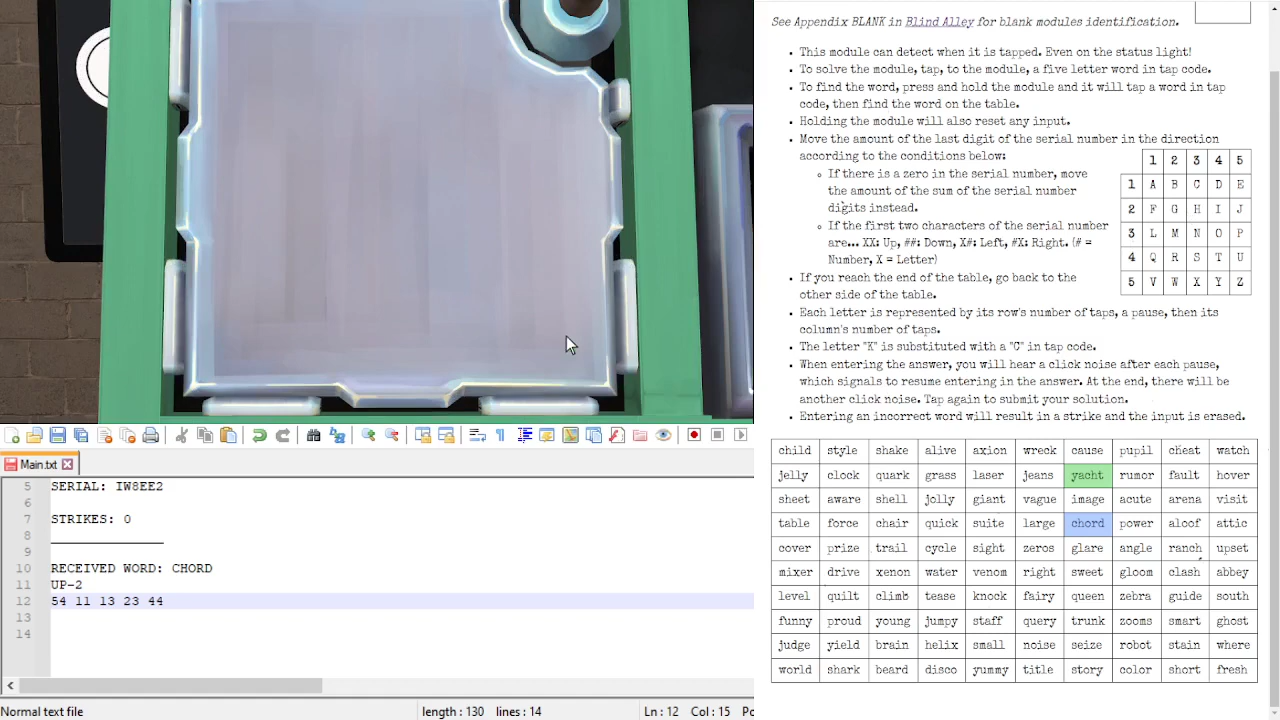 See Appendix BLANK in Blind Alley for blank modules identification.
• This module can detect when it is tapped. Even on the status light!
• To solve the module, tap, to the module, a five letter word in tap code.
• To find the word, press and hold the module and it will tap a word in tap
code, then find the word on the table.
• Holding the module will also reset any input.
• Move the amount of the last digit of the serial number in the direction
according to the conditions below:
◦ If there is a zero in the serial number, move
the amount of the sum of the serial number
digits instead.
◦ If the first two characters of the serial number
are… XX: Up, ##: Down, X#: Left, #X: Right. (# =
Number, X = Letter)
• If you reach the end of the table, go back to the
other side of the table.
1 2 3 4 5
1 A B C D E
2 F G H I J
3 L M N O P
4 Q R S T U
5 V W X Y Z
• Each letter is represented by its row's number of taps, a pause, then its
column's number of taps.
• The letter "K" is substituted with a "C" in tap code.
• When entering the answer, you will hear a click noise after each pause,
which signals to resume entering in the answer. At the end, there will be
another click noise. Tap again to submit your solution.
• Entering an incorrect word will result in a strike and the input is erased.
child style shake alive axion wreck cause pupil cheat watch
jelly clock quark grass laser jeans yacht rumor fault hover
sheet aware shell jolly giant vague image acute arena visit
table force chair quick suite large chord power aloof attic
cover prize trail cycle sight zeros glare angle ranch upset
mixer drive xenon water venom right sweet gloom clash abbey
level quilt climb tease knock fairy queen zebra guide south
funny proud young jumpy staff query trunk zooms smart ghost
judge yield brain helix small noise seize robot stain where
world shark beard disco yummy title story color short fresh
Main.txt
5 SERIAL: IW8EE2
6
7 STRIKES: 0
8
9
10 RECEIVED WORD: CHORD
11 UP-2
12 54 11 13 23 44
13
14
Normal text file length : 130 lines : 14 Ln : 12 Col : 15 Po